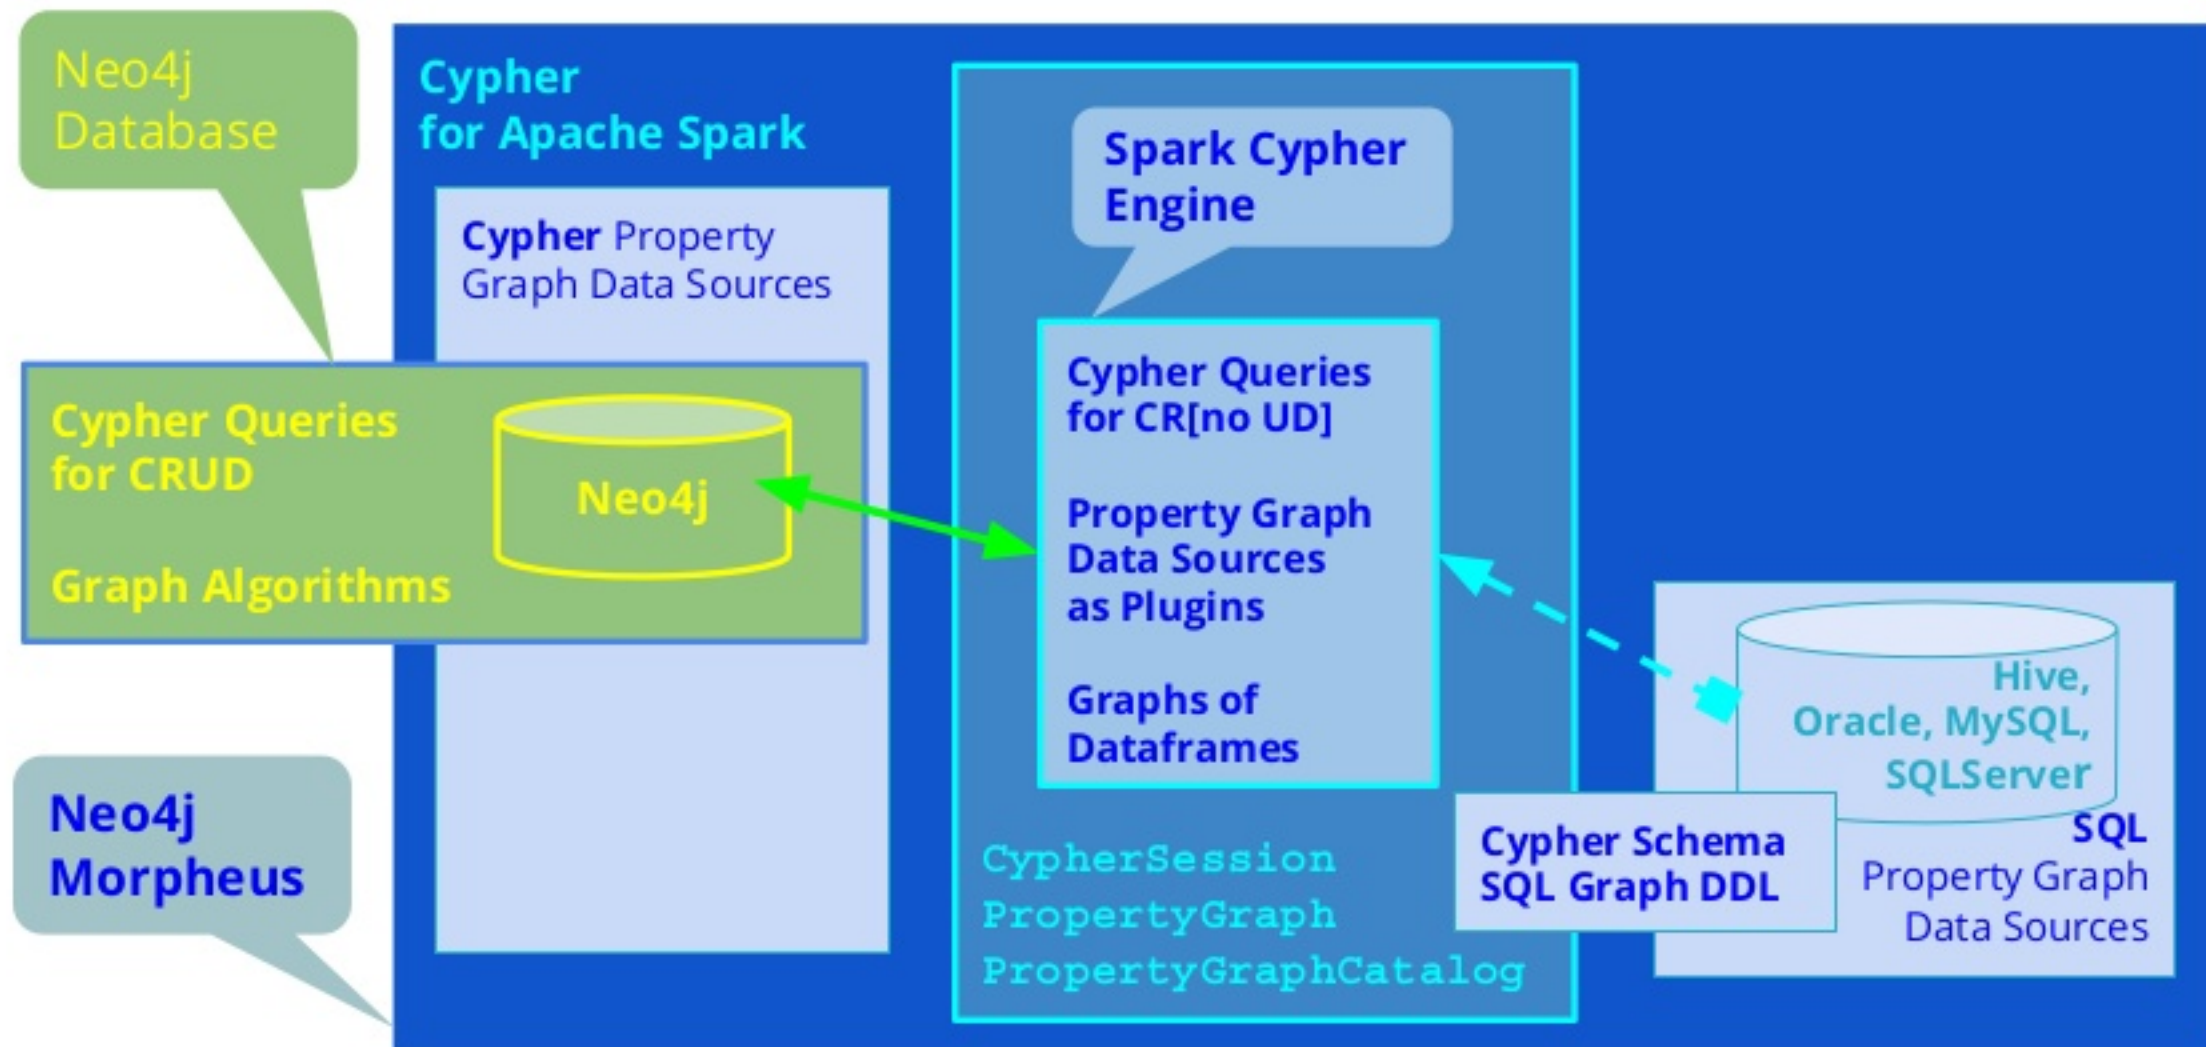 Neo4j
Database
Cypher
for Apache Spark
Spark Cypher
Engine
Cypher Property
Graph Data Sources
Cypher Queries
for CRUD
Graph Algorithms
Neo4j
Cypher Queries
for CR[no UD]
Property Graph
Data Sources
as Plugins
Graphs of
Dataframes
Hive,
Oracle, MySQL,
SQLServer
SQL
Property Graph
Data Sources
Cypher Schema
SQL Graph DDL
CypherSession
PropertyGraph
PropertyGraphCatalog
Neo4j
Morpheus